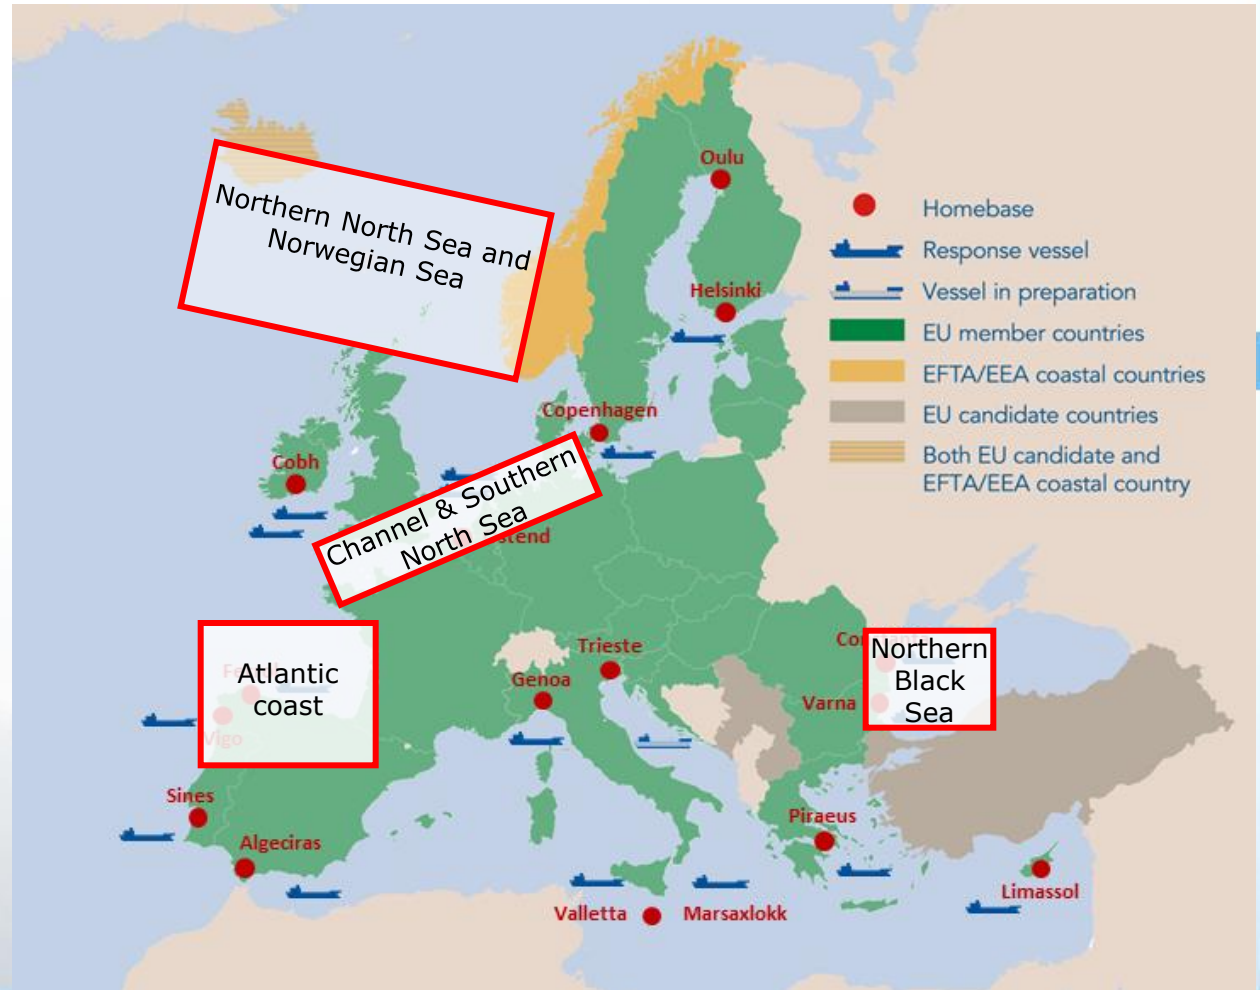 Oulu
Homebase
Response vessel
Northern North Sea and
Norwegian Sea
Helsinki
Vessel in preparation
EU member countries
EFTA/EEA coastal countries
Copenhagen
EU candidate countries
Cobh
Both EU candidate and
EFTA/EEA coastal country
Channel & Southern
North Sea
Trieste
Northern
Black
Sea
Atlantic
coast
Genoa
Varna
Vigo
Sines
Piraeus
Algeciras
Limassol
Valletta
Marsaxlokk